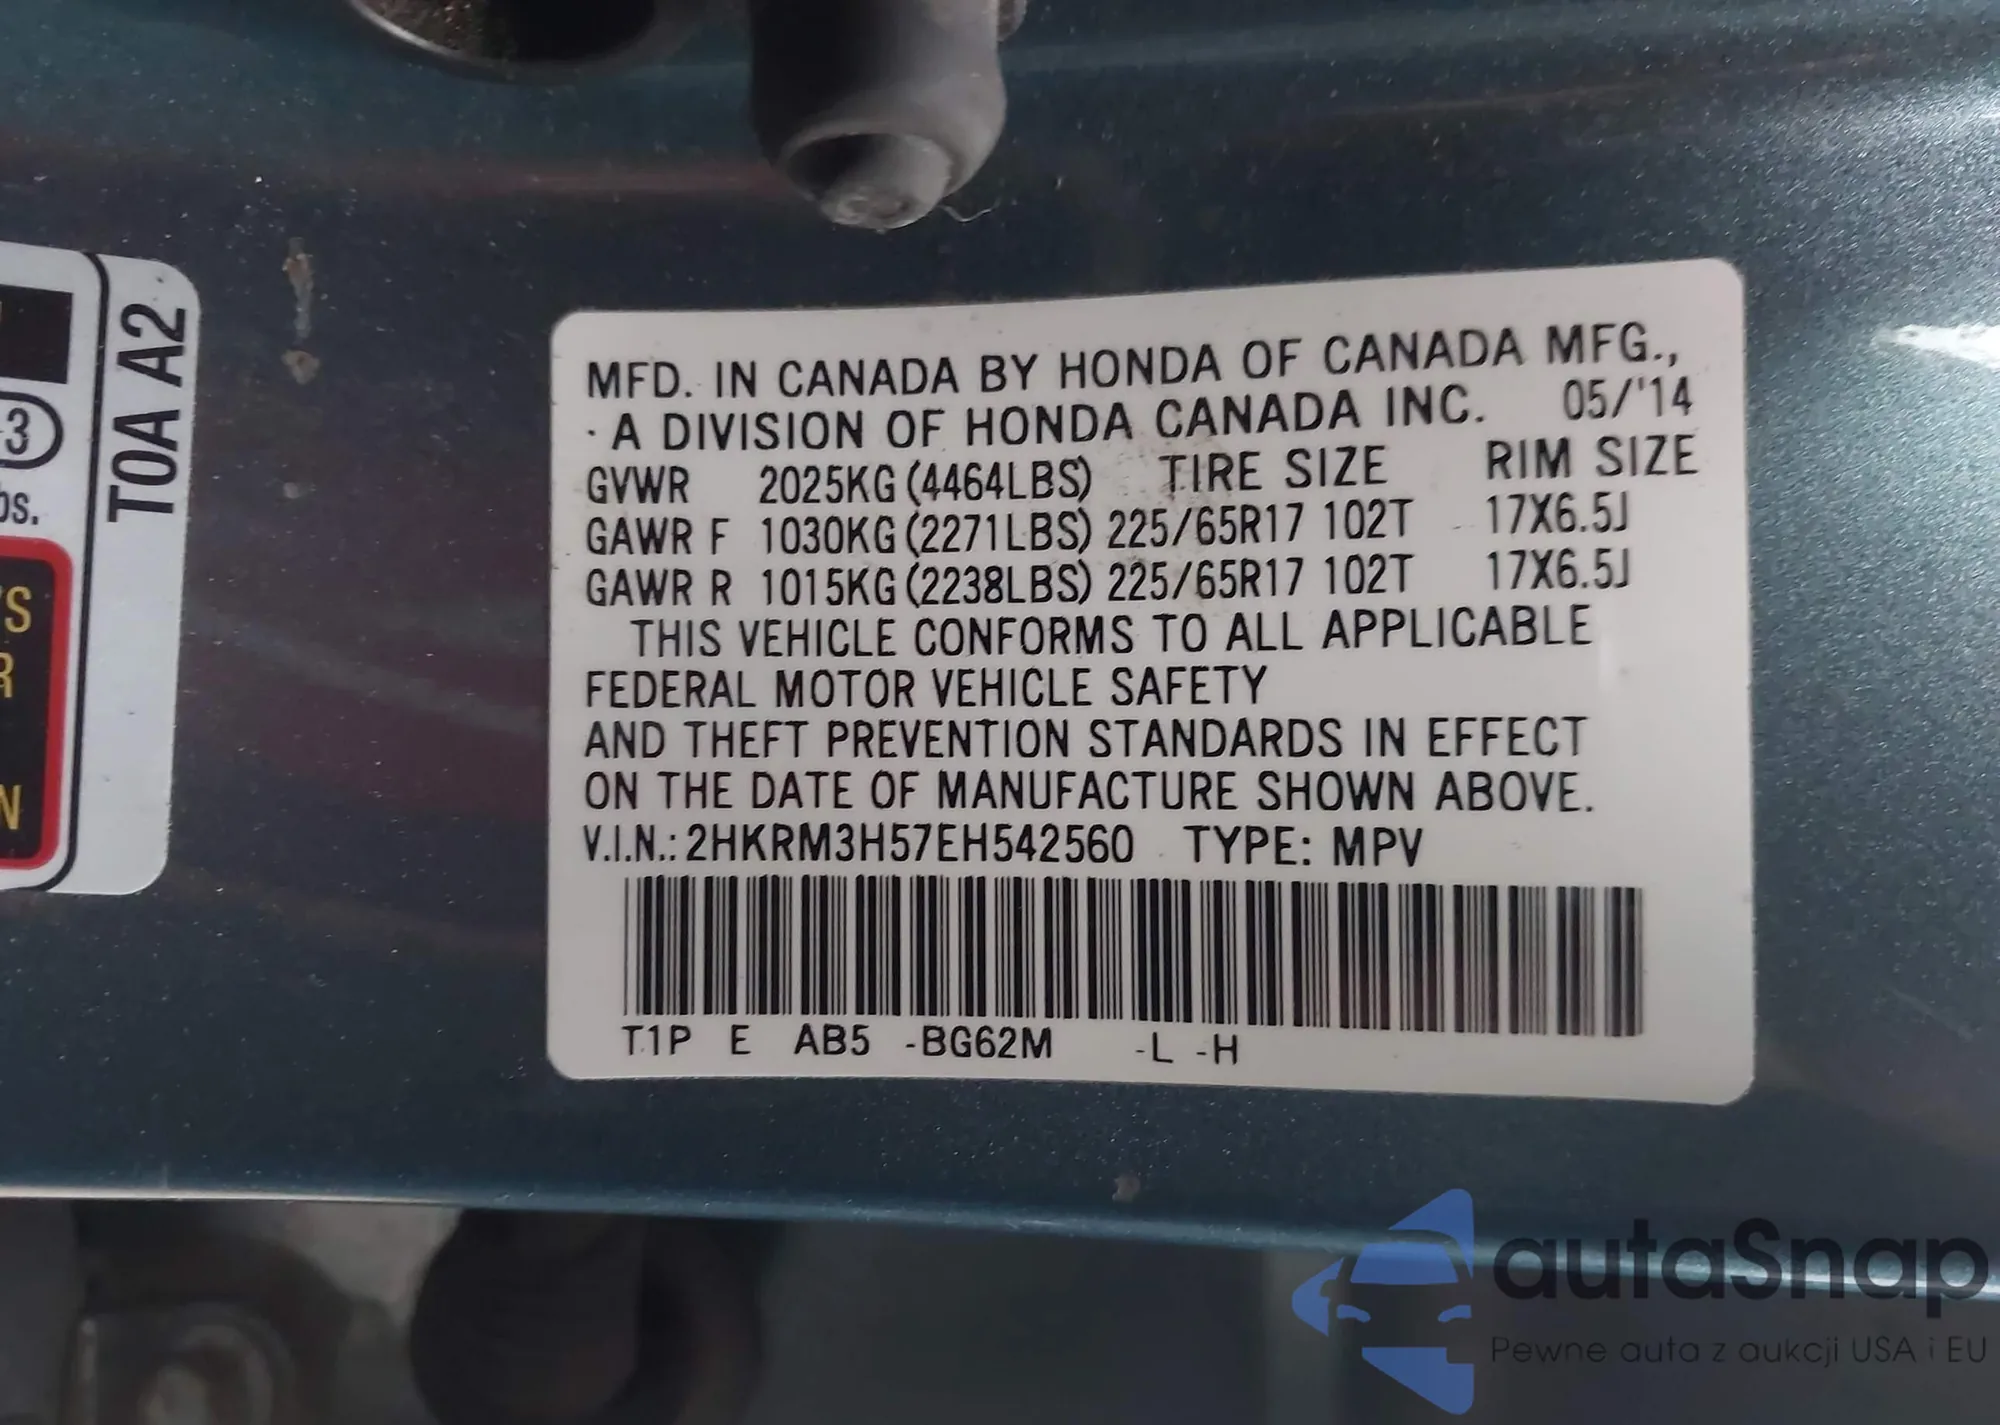 MFD. IN CANADA BY HONDA OF CANADA MFG.,
A DIVISION OF HONDA CANADA INC. 05/'14
GVWR 2025KG (4464LBS) TIRE SIZE RIM SIZE
GAWR F 1030KG (2271LBS) 225/65R17 102T 17X6.5J
GAWR R 1015KG (2238LBS) 225/65R17 102T 17X6.5J
THIS VEHICLE CONFORMS TO ALL APPLICABLE
FEDERAL MOTOR VEHICLE SAFETY
AND THEFT PREVENTION STANDARDS IN EFFECT
ON THE DATE OF MANUFACTURE SHOWN ABOVE.
V.I.N.: 2HKRM3H57EH542560 TYPE: MPV
T1P E AB5 -BG62M -L -H
T0A A2
3
bs.
'S
R
N
autaSnap
Pewne auta z aukcji USA i EU